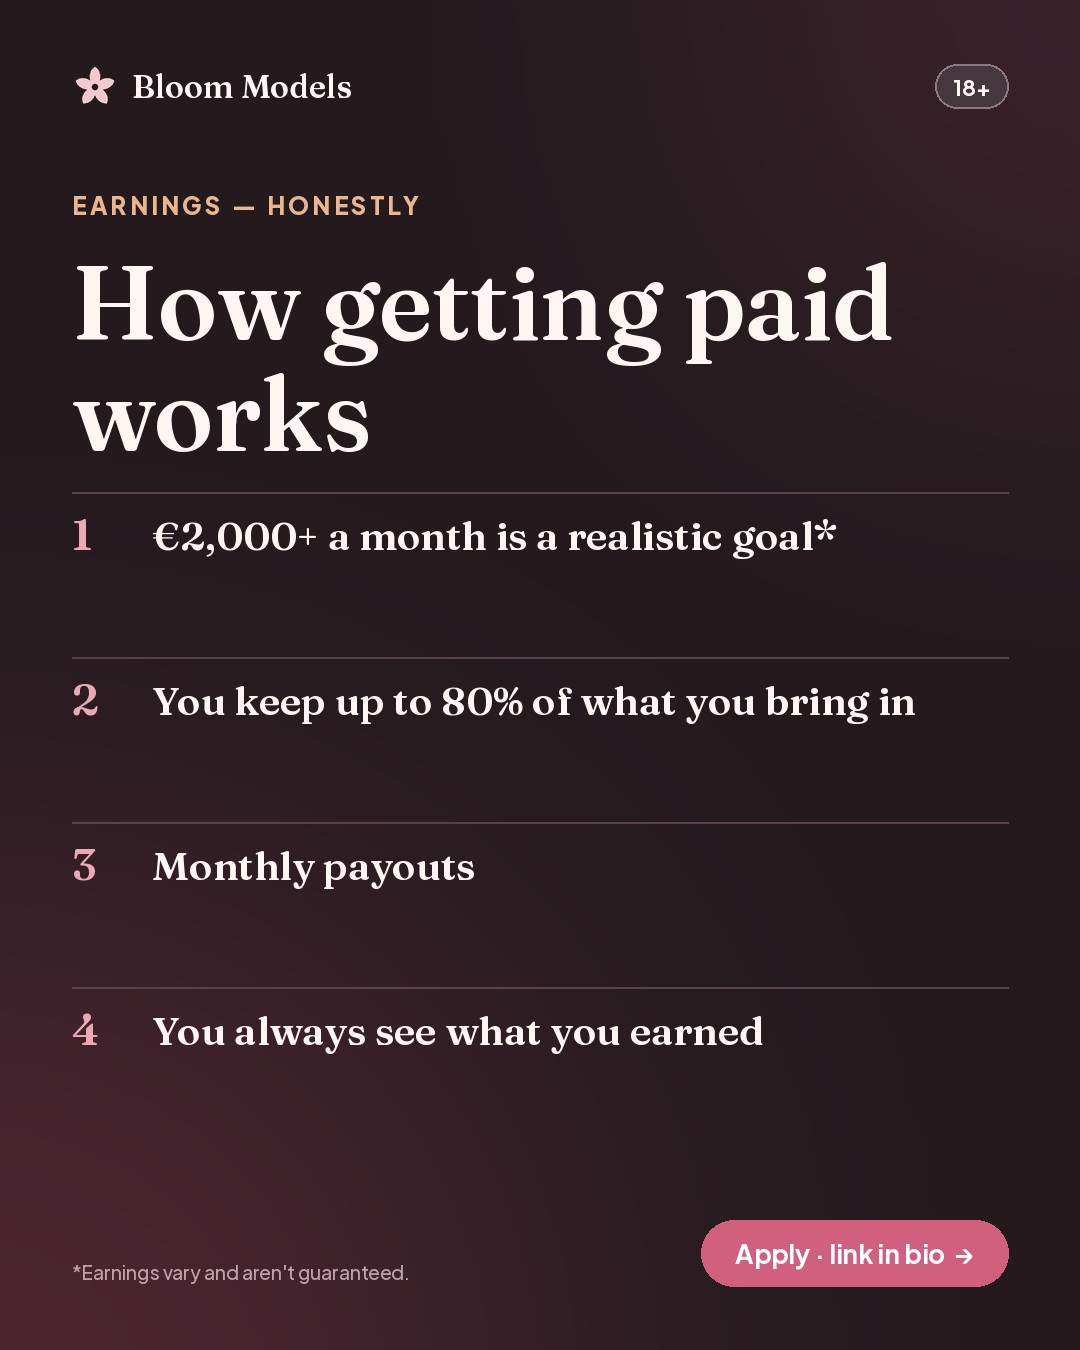 Bloom Models
18+
EARNINGS — HONESTLY
How getting paid
works
1 €2,000+ a month is a realistic goal*
2 You keep up to 80% of what you bring in
3 Monthly payouts
4 You always see what you earned
*Earnings vary and aren't guaranteed.
Apply · link in bio →